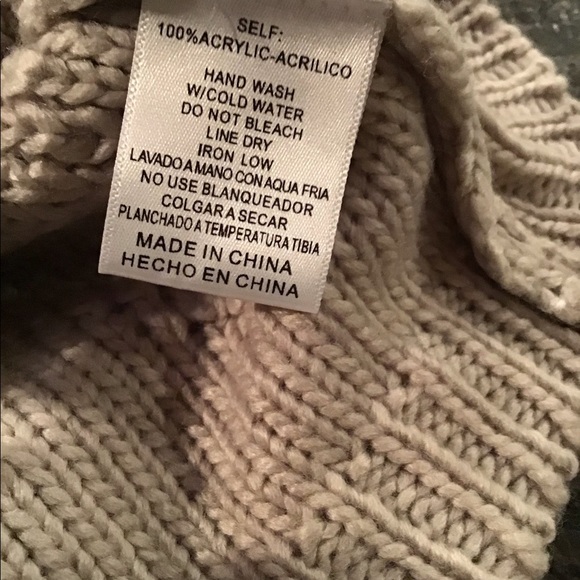 SELF:
100%ACRYLIC-ACRILICO
HAND WASH
W/COLD WATER
DO NOT BLEACH
LINE DRY
IRON LOW
LAVADO A MANO CON AQUA FRIA
NO USE BLANQUEADOR
COLGAR A SECAR
PLANCHADO A TEMPERATURA TIBIA
MADE IN CHINA
HECHO EN CHINA